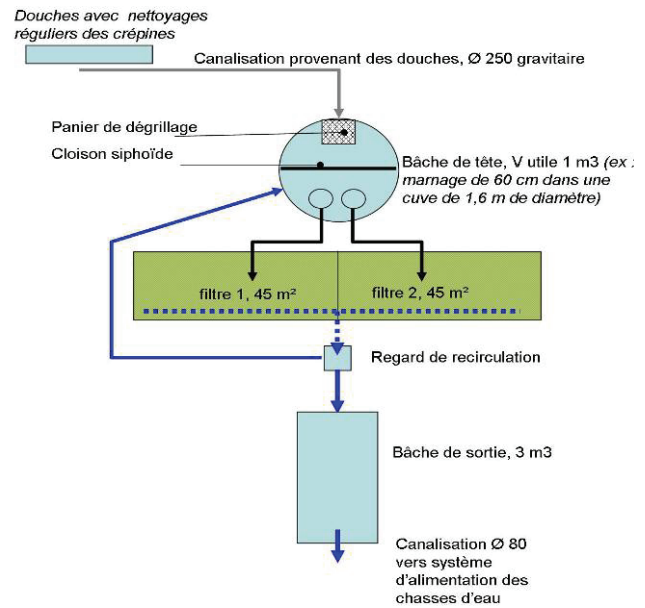 Douches avec nettoyages
réguliers des crépines
Canalisation provenant des douches, Ø 250 gravitaire
Panier de dégrillage
Cloison siphoïde
Bâche de tête, V utile 1 m3 (ex :
marnage de 60 cm dans une
cuve de 1,6 m de diamètre)
filtre 1, 45 m²
filtre 2, 45 m²
Regard de recirculation
Bâche de sortie, 3 m3
Canalisation Ø 80
vers système
d'alimentation des
chasses d'eau